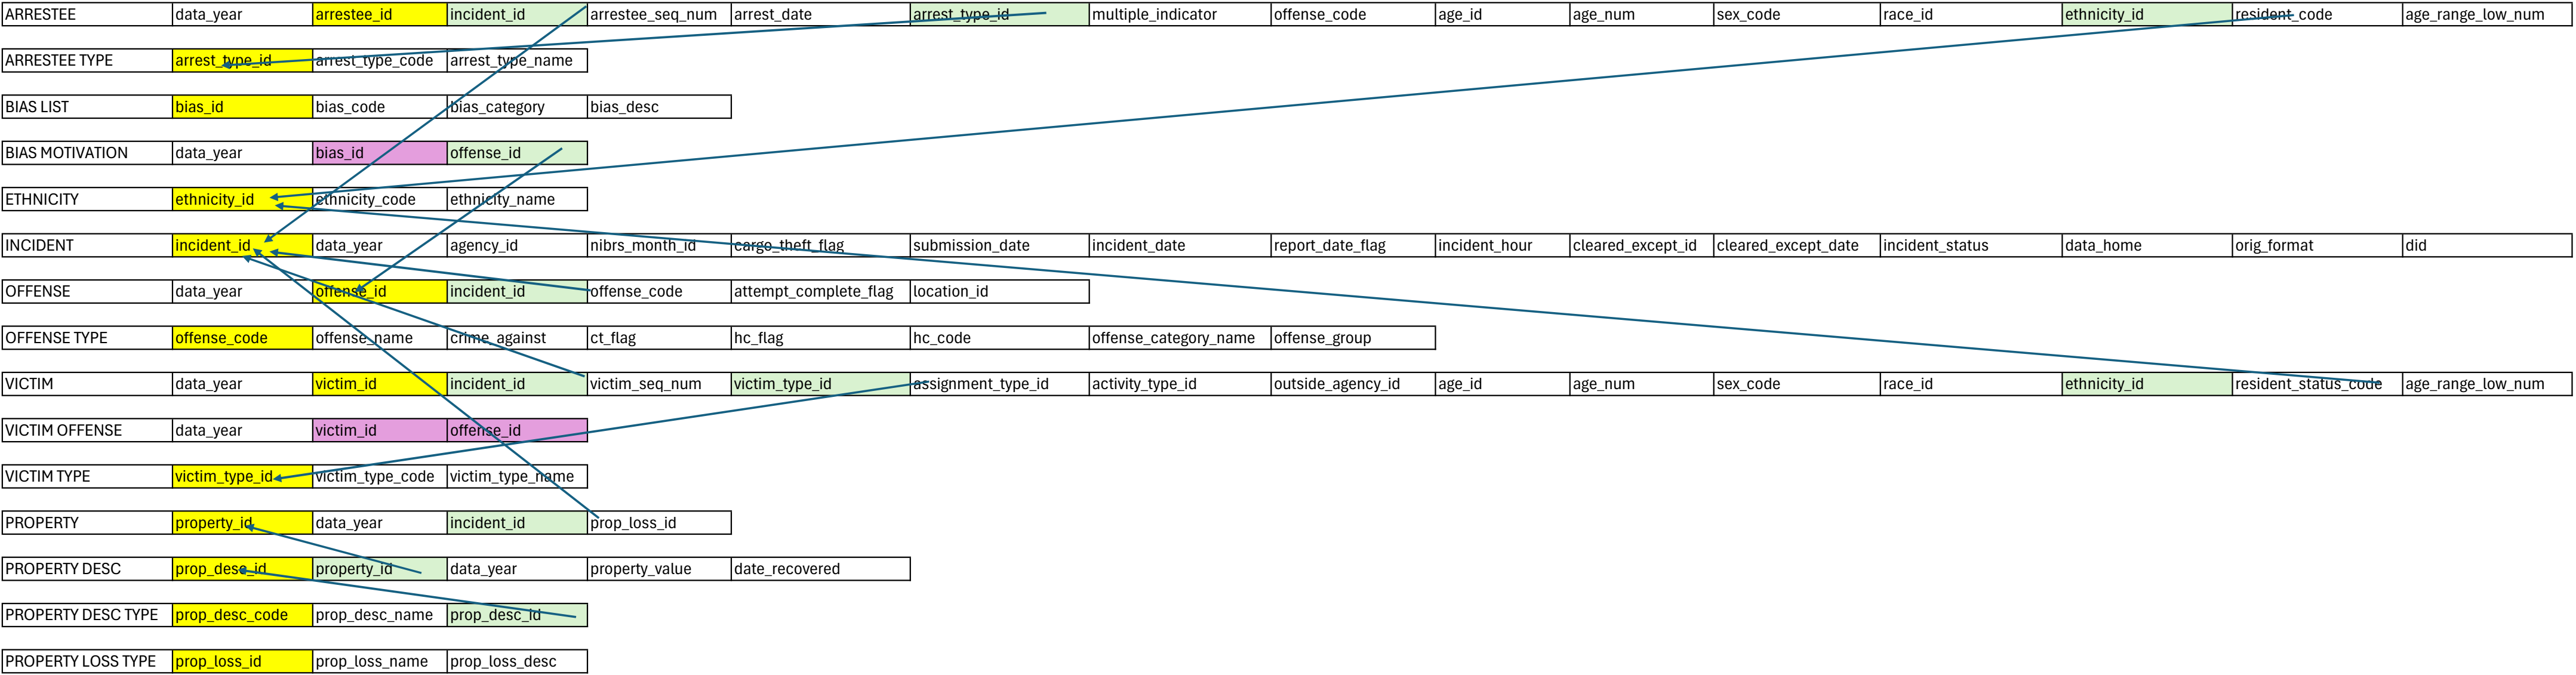 ARRESTEE data_year arrestee_id incident_id arrestee_seq_num arrest_date arrest_type_id multiple_indicator offense_code age_id age_num sex_code race_id ethnicity_id resident_code age_range_low_num
ARRESTEE TYPE arrest_type_id arrest_type_code arrest_type_name
BIAS LIST bias_id bias_code bias_category bias_desc
BIAS MOTIVATION data_year bias_id offense_id
ETHNICITY ethnicity_id ethnicity_code ethnicity_name
INCIDENT incident_id data_year agency_id nibrs_month_id cargo_theft_flag submission_date incident_date report_date_flag incident_hour cleared_except_id cleared_except_date incident_status data_home orig_format did
OFFENSE data_year offense_id incident_id offense_code attempt_complete_flag location_id
OFFENSE TYPE offense_code offense_name crime_against ct_flag hc_flag hc_code offense_category_name offense_group
VICTIM data_year victim_id incident_id victim_seq_num victim_type_id assignment_type_id activity_type_id outside_agency_id age_id age_num sex_code race_id ethnicity_id resident_status_code age_range_low_num
VICTIM OFFENSE data_year victim_id offense_id
VICTIM TYPE victim_type_id victim_type_code victim_type_name
PROPERTY property_id data_year incident_id prop_loss_id
PROPERTY DESC prop_desc_id property_id data_year property_value date_recovered
PROPERTY DESC TYPE prop_desc_code prop_desc_name prop_desc_id
PROPERTY LOSS TYPE prop_loss_id prop_loss_name prop_loss_desc